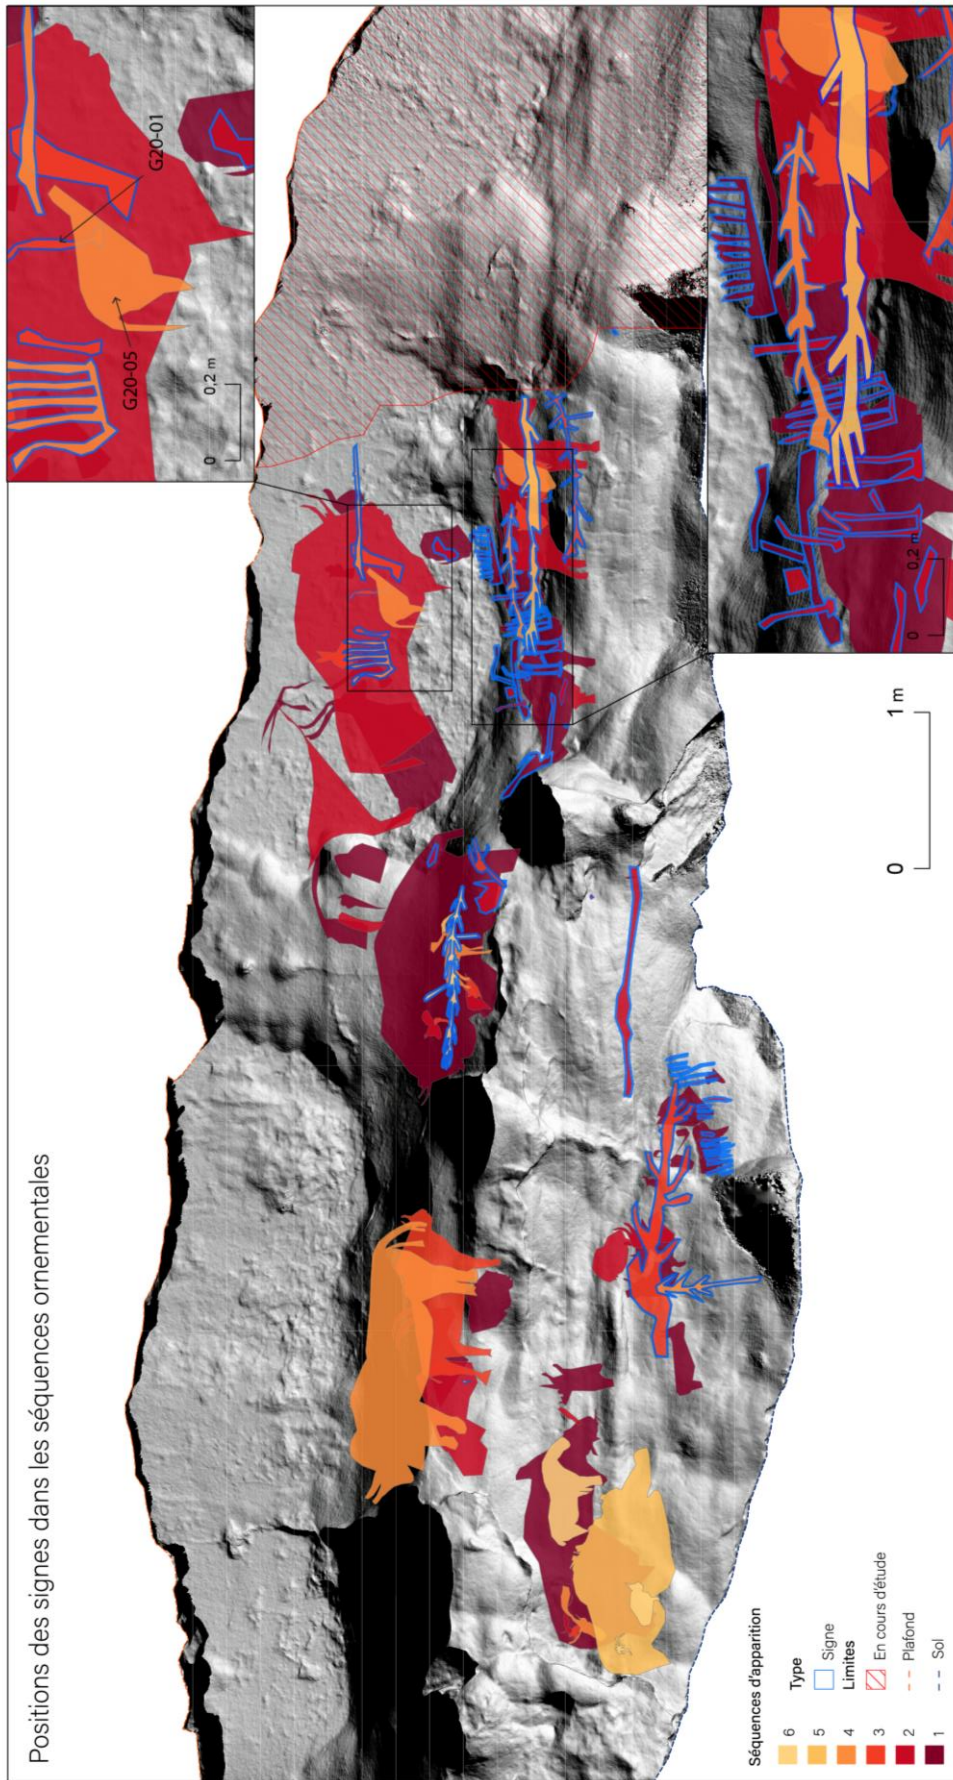 Positions des signes dans les séquences ornementales
G20-05
G20-01
0
0,2 m
0
0,2 m
0
1 m
Séquences d'apparition
6
5
4
3
2
1
Type
Signe
Limites
En cours d'étude
Plafond
Sol